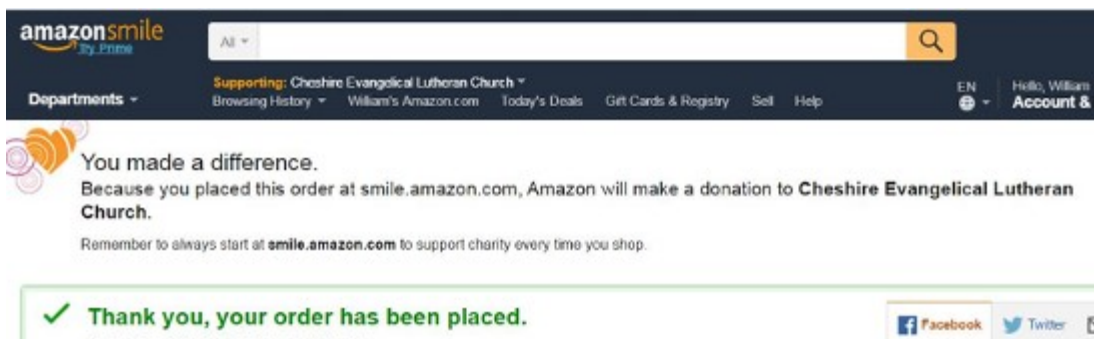 amazonsmile
Try Prime
All
Supporting: Cheshire Evangelical Lutheran Church
Departments
Browsing History William's Amazon.com Today's Deals Gift Cards & Registry Sell Help
EN
Hello, William
Account &
You made a difference.
Because you placed this order at smile.amazon.com, Amazon will make a donation to Cheshire Evangelical Lutheran
Church.
Remember to always start at smile.amazon.com to support charity every time you shop.
Thank you, your order has been placed.
Facebook Twitter